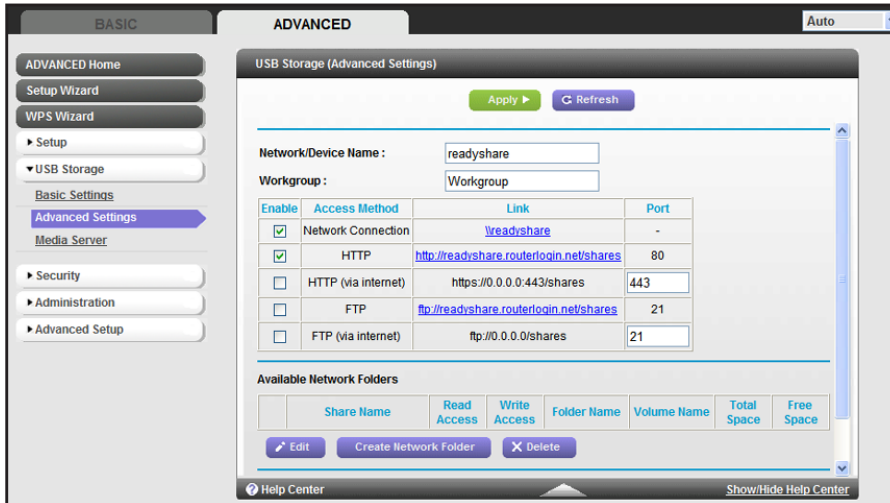 BASIC
ADVANCED
Auto
ADVANCED Home
Setup Wizard
WPS Wizard
Setup
USB Storage
Basic Settings
Advanced Settings
Media Server
Security
Administration
Advanced Setup
USB Storage (Advanced Settings)
Apply
Refresh
Network/Device Name : readyshare
Workgroup : Workgroup
Enable Access Method Link Port
Network Connection \\readyshare -
HTTP http://readyshare.routerlogin.net/shares 80
HTTP (via internet) https://0.0.0.0:443/shares 443
FTP ftp://readyshare.routerlogin.net/shares 21
FTP (via internet) ftp://0.0.0.0/shares 21
Available Network Folders
Share Name Read Access Write Access Folder Name Volume Name Total Space Free Space
Edit Create Network Folder Delete
Help Center Show/Hide Help Center